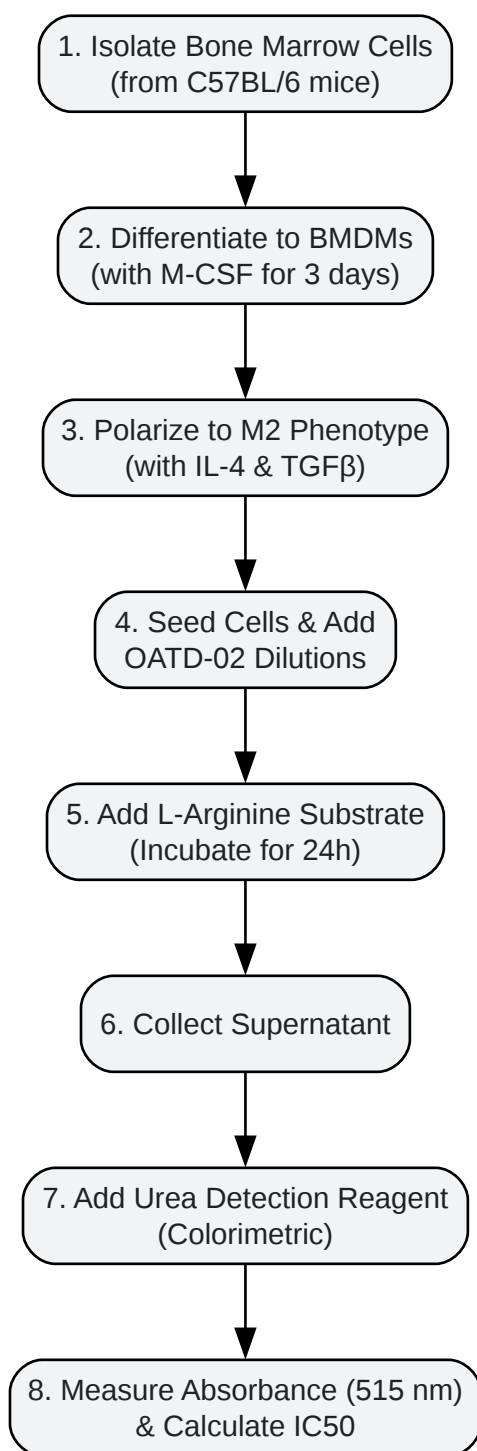 1. Isolate Bone Marrow Cells
(from C57BL/6 mice)
2. Differentiate to BMDMs
(with M-CSF for 3 days)
3. Polarize to M2 Phenotype
(with IL-4 & TGFβ)
4. Seed Cells & Add
OATD-02 Dilutions
5. Add L-Arginine Substrate
(Incubate for 24h)
6. Collect Supernatant
7. Add Urea Detection Reagent
(Colorimetric)
8. Measure Absorbance (515 nm)
& Calculate IC50